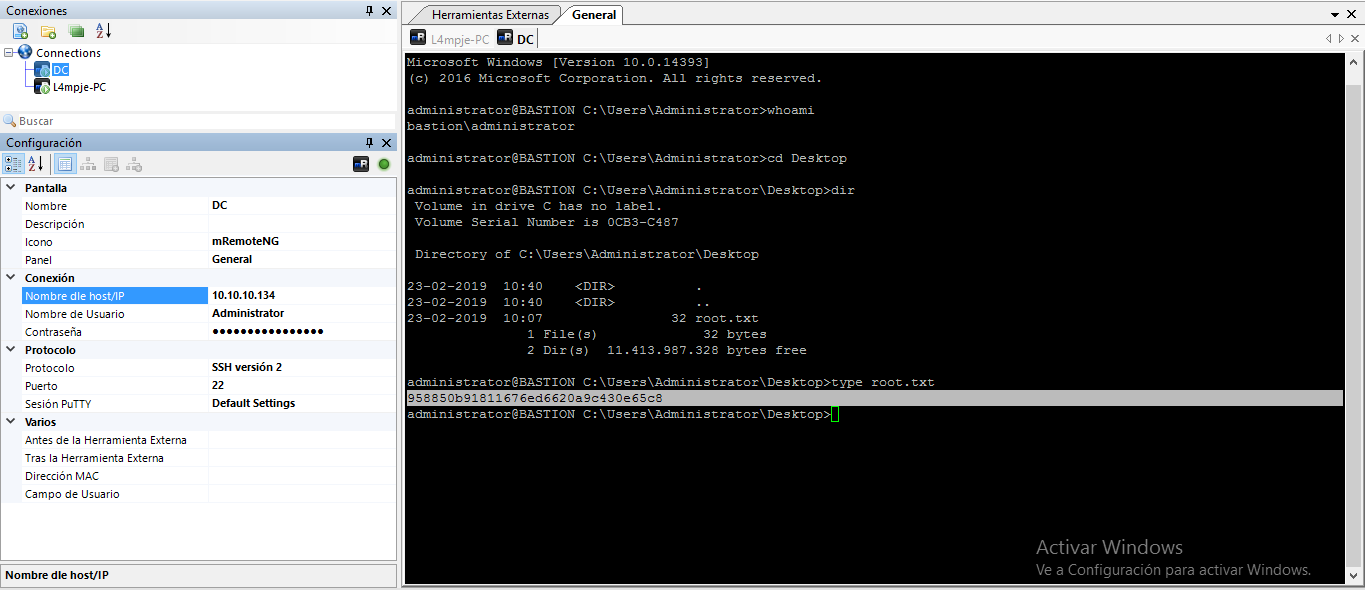 Conexiones
Connections
DC
L4mpje-PC
Buscar
Configuración
Pantalla
Nombre DC
Descripción
Icono mRemoteNG
Panel General
Conexión
Nombre dle host/IP 10.10.10.134
Nombre de Usuario Administrator
Contraseña ●●●●●●●●●●●●●●●●
Protocolo
Protocolo SSH versión 2
Puerto 22
Sesión PuTTY Default Settings
Varios
Antes de la Herramienta Externa
Tras la Herramienta Externa
Dirección MAC
Campo de Usuario
Nombre dle host/IP
Herramientas Externas General
L4mpje-PC DC
Microsoft Windows [Version 10.0.14393]
(c) 2016 Microsoft Corporation. All rights reserved.
administrator@BASTION C:\Users\Administrator>whoami
bastion\administrator
administrator@BASTION C:\Users\Administrator>cd Desktop
administrator@BASTION C:\Users\Administrator\Desktop>dir
Volume in drive C has no label.
Volume Serial Number is 0CB3-C487
Directory of C:\Users\Administrator\Desktop
23-02-2019 10:40 <DIR> .
23-02-2019 10:40 <DIR> ..
23-02-2019 10:07 32 root.txt
1 File(s) 32 bytes
2 Dir(s) 11.413.987.328 bytes free
administrator@BASTION C:\Users\Administrator\Desktop>type root.txt
958850b91811676ed6620a9c430e65c8
administrator@BASTION C:\Users\Administrator\Desktop>
Activar Windows
Ve a Configuración para activar Windows.